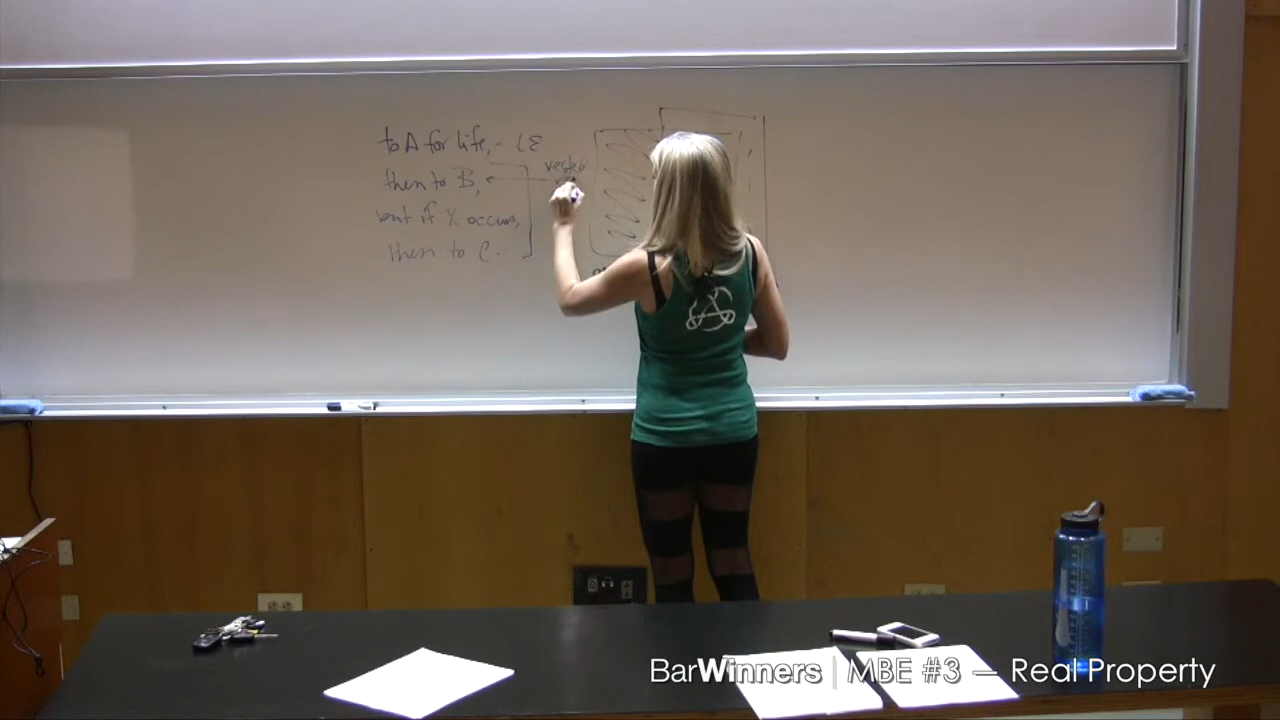 to A for life, - LE
vested
then to B,
but if X occurs,
then to C.
BarWinners | MBE #3 — Real Property